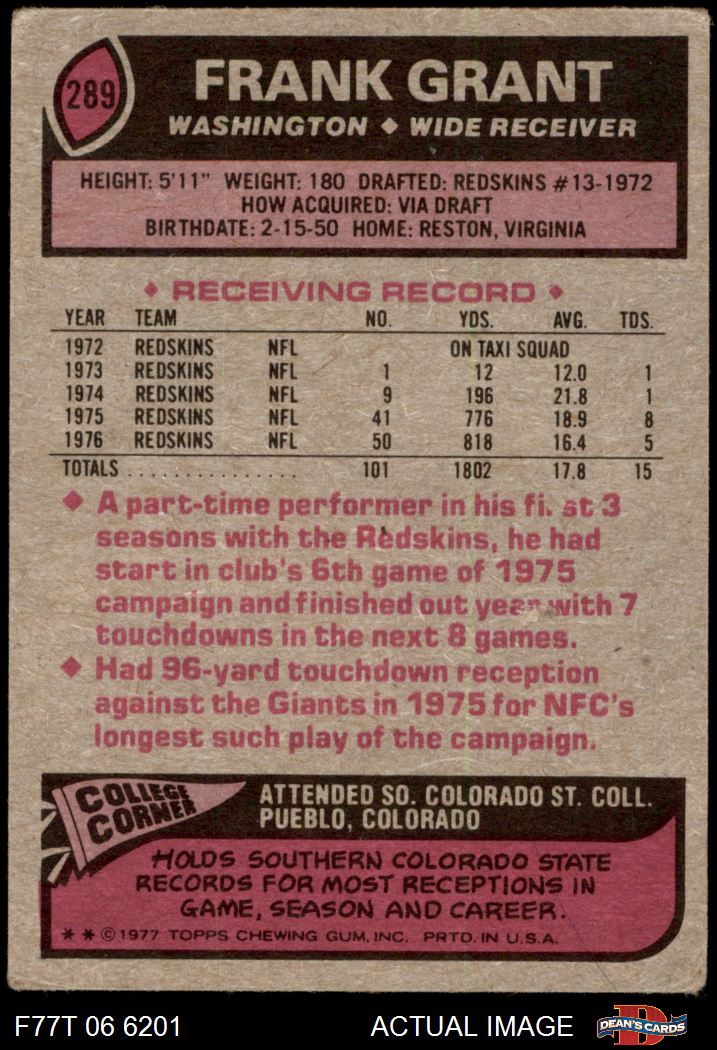 289
FRANK GRANT
WASHINGTON ◆ WIDE RECEIVER
HEIGHT: 5'11" WEIGHT: 180 DRAFTED: REDSKINS #13-1972
HOW ACQUIRED: VIA DRAFT
BIRTHDATE: 2-15-50 HOME: RESTON, VIRGINIA
◆ RECEIVING RECORD ◆
YEAR TEAM NO. YDS. AVG. TDS.
1972 REDSKINS NFL ON TAXI SQUAD
1973 REDSKINS NFL 1 12 12.0 1
1974 REDSKINS NFL 9 196 21.8 1
1975 REDSKINS NFL 41 776 18.9 8
1976 REDSKINS NFL 50 818 16.4 5
TOTALS ................ 101 1802 17.8 15
◆ A part-time performer in his fi. st 3
seasons with the Redskins, he had
start in club's 6th game of 1975
campaign and finished out year with 7
touchdowns in the next 8 games.
◆ Had 96-yard touchdown reception
against the Giants in 1975 for NFC's
longest such play of the campaign.
COLLEGE
CORNER
ATTENDED SO. COLORADO ST. COLL.
PUEBLO, COLORADO
HOLDS SOUTHERN COLORADO STATE
RECORDS FOR MOST RECEPTIONS IN
GAME, SEASON AND CAREER.
* * © 1977 TOPPS CHEWING GUM, INC. PRTD. IN U.S.A.
F77T 06 6201 ACTUAL IMAGE
D
DEAN'S CARDS